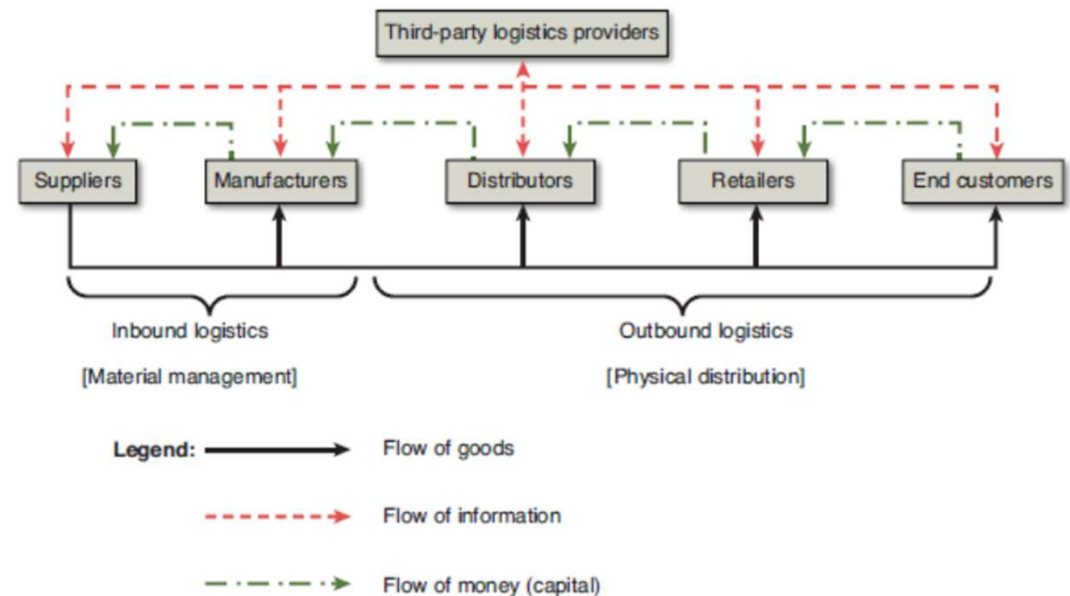 Third-party logistics providers
Suppliers
Manufacturers
Distributors
Retailers
End customers
Inbound logistics
Outbound logistics
[Material management]
[Physical distribution]
Legend:
Flow of goods
Flow of information
Flow of money (capital)